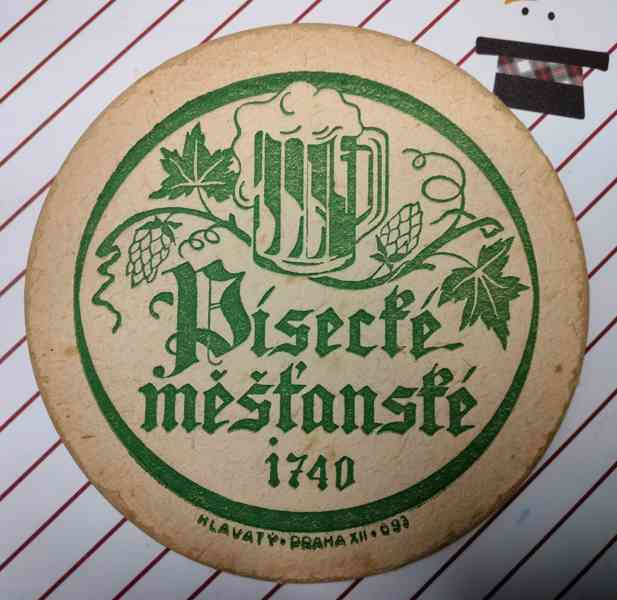 Písecké
měšťanské
1740
HLAVATÝ • PRAHA XII • 093